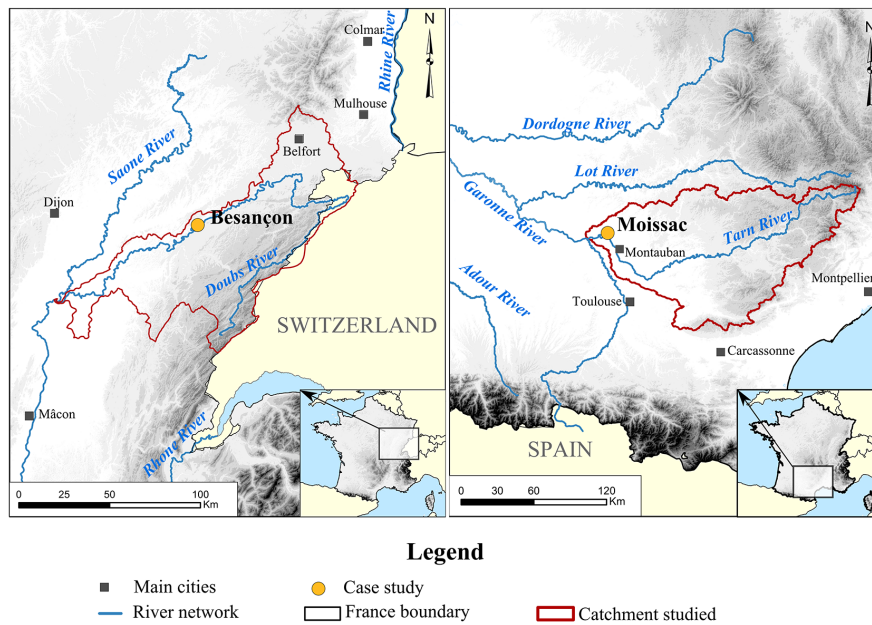 Colmar
N
Rhine River
Mulhouse
Belfort
Saone River
Dijon
Besançon
Doubs River
SWITZERLAND
Mâcon
Rhone River
0 25 50 100
Km
N
Dordogne River
Lot River
Garonne River
Moissac
Tarn River
Montauban
Adour River
Montpellier
Toulouse
Carcassonne
SPAIN
0 30 60 120
Km
Legend
Main cities
Case study
River network
France boundary
Catchment studied